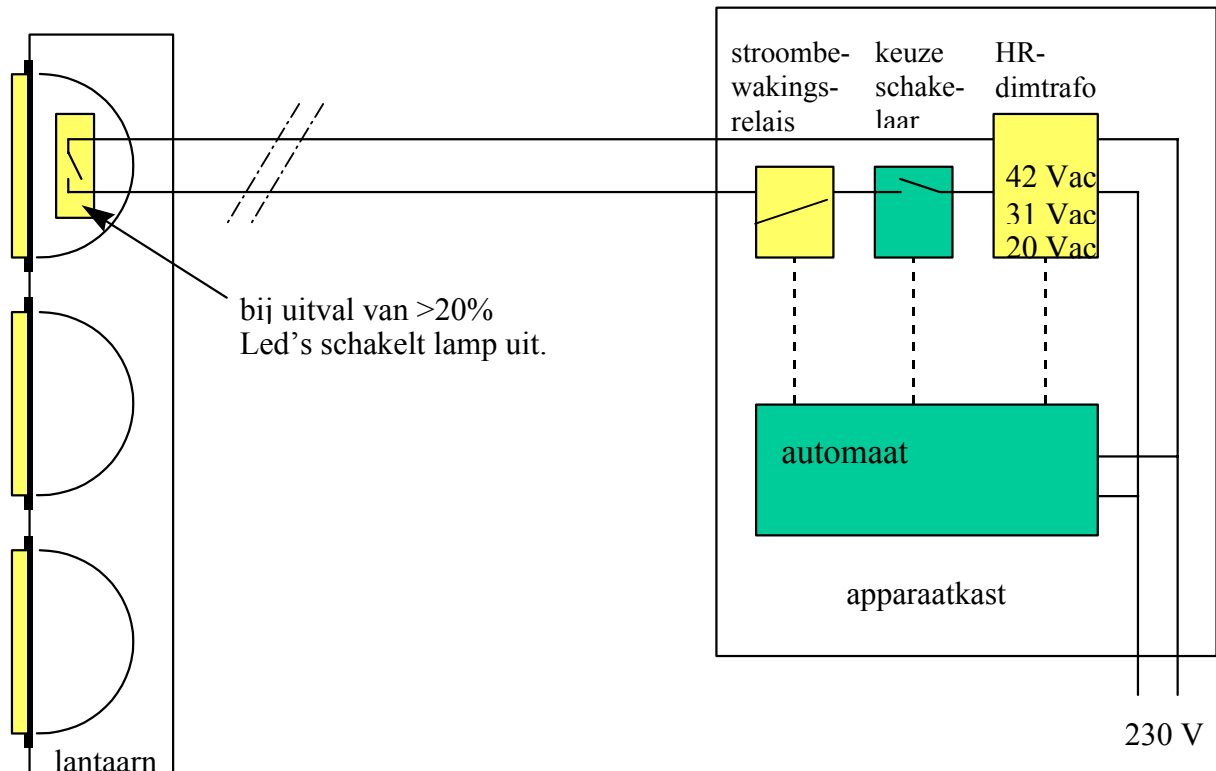 stroombe-
wakings-
relais
keuze
schake-
laar
HR-
dimtrafo
42 Vac
31 Vac
20 Vac
bij uitval van >20%
Led’s schakelt lamp uit.
automaat
apparaatkast
230 V
lantaarn